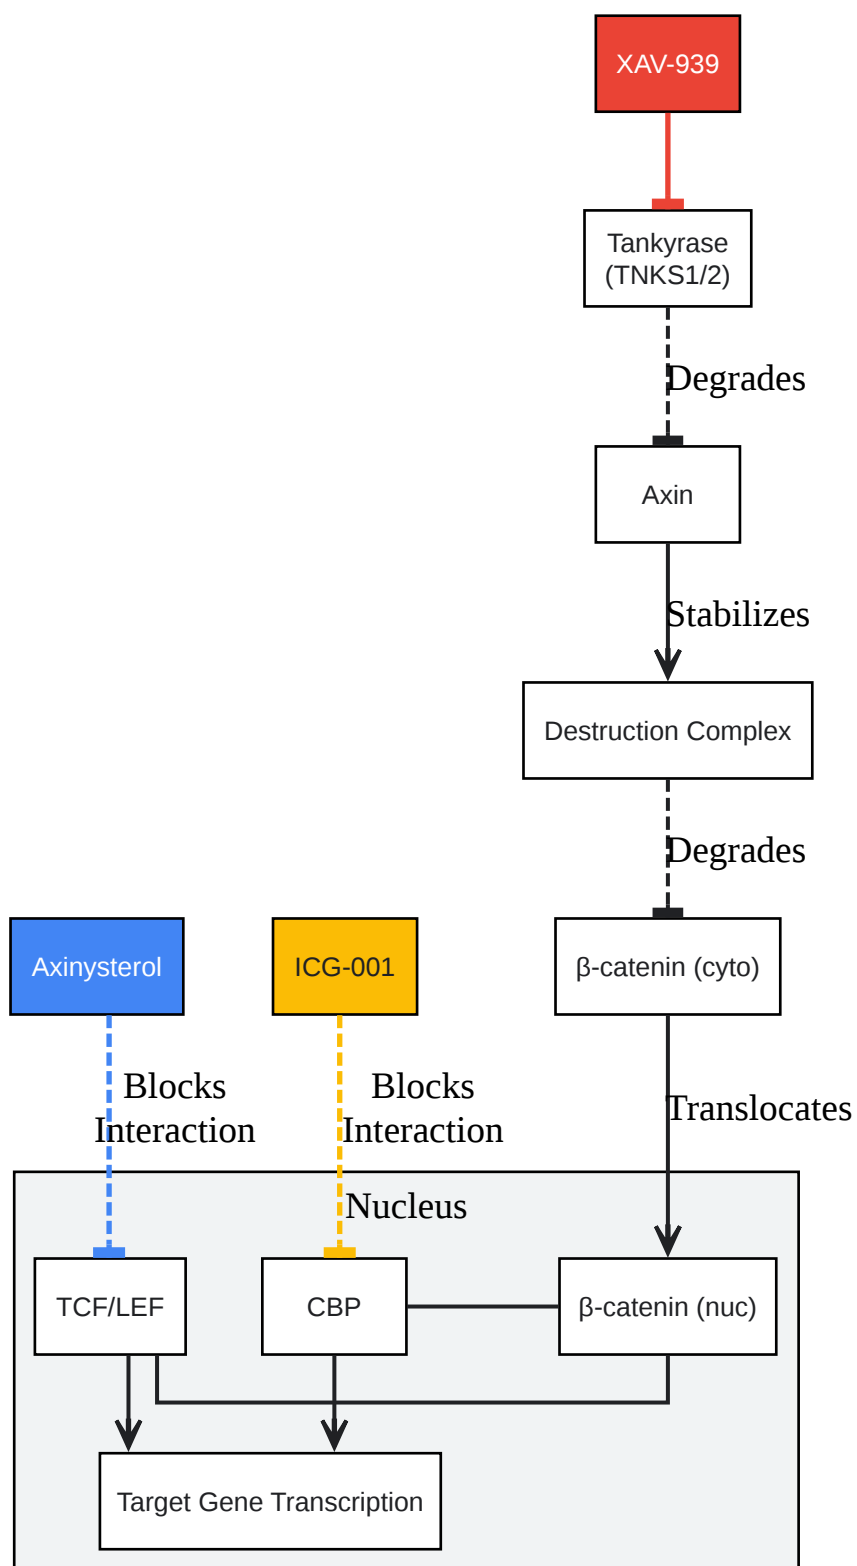 XAV-939
Tankyrase
(TNKS1/2)
Degrades
Axin
Stabilizes
Destruction Complex
Degrades
Axinysterol
ICG-001
β-catenin (cyto)
Blocks
Interaction
Blocks
Interaction
Translocates
Nucleus
TCF/LEF
CBP
β-catenin (nuc)
Target Gene Transcription